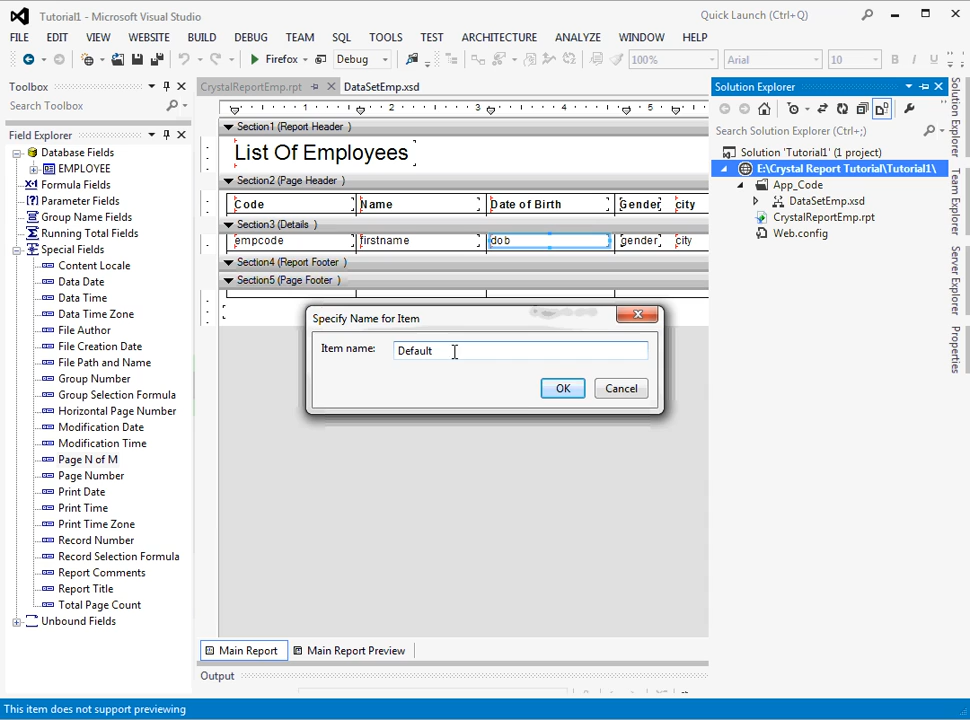 Tutorial1 - Microsoft Visual Studio
Quick Launch (Ctrl+Q)
FILE EDIT VIEW WEBSITE BUILD DEBUG TEAM SQL TOOLS TEST ARCHITECTURE ANALYZE WINDOW HELP
Firefox Debug 100% Arial 10 B I U
Toolbox
Search Toolbox
Field Explorer
Database Fields
EMPLOYEE
Formula Fields
Parameter Fields
Group Name Fields
Running Total Fields
Special Fields
Content Locale
Data Date
Data Time
Data Time Zone
File Author
File Creation Date
File Path and Name
Group Number
Group Selection Formula
Horizontal Page Number
Modification Date
Modification Time
Page N of M
Page Number
Print Date
Print Time
Print Time Zone
Record Number
Record Selection Formula
Report Comments
Report Title
Total Page Count
Unbound Fields
CrystalReportEmp.rpt DataSetEmp.xsd
1 2 3 4 5
Section1 (Report Header )
List Of Employees
Section2 (Page Header )
Code Name Date of Birth Gender city
Section3 (Details )
empcode firstname dob gender city
Section4 (Report Footer )
Section5 (Page Footer )
Specify Name for Item
Item name: Default
OK Cancel
Main Report Main Report Preview
Output
Solution Explorer
Search Solution Explorer (Ctrl+;)
Solution 'Tutorial1' (1 project)
E:\Crystal Report Tutorial\Tutorial1\
App_Code
DataSetEmp.xsd
CrystalReportEmp.rpt
Web.config
Solution Explorer
Team Explorer
Server Explorer
Properties
This item does not support previewing